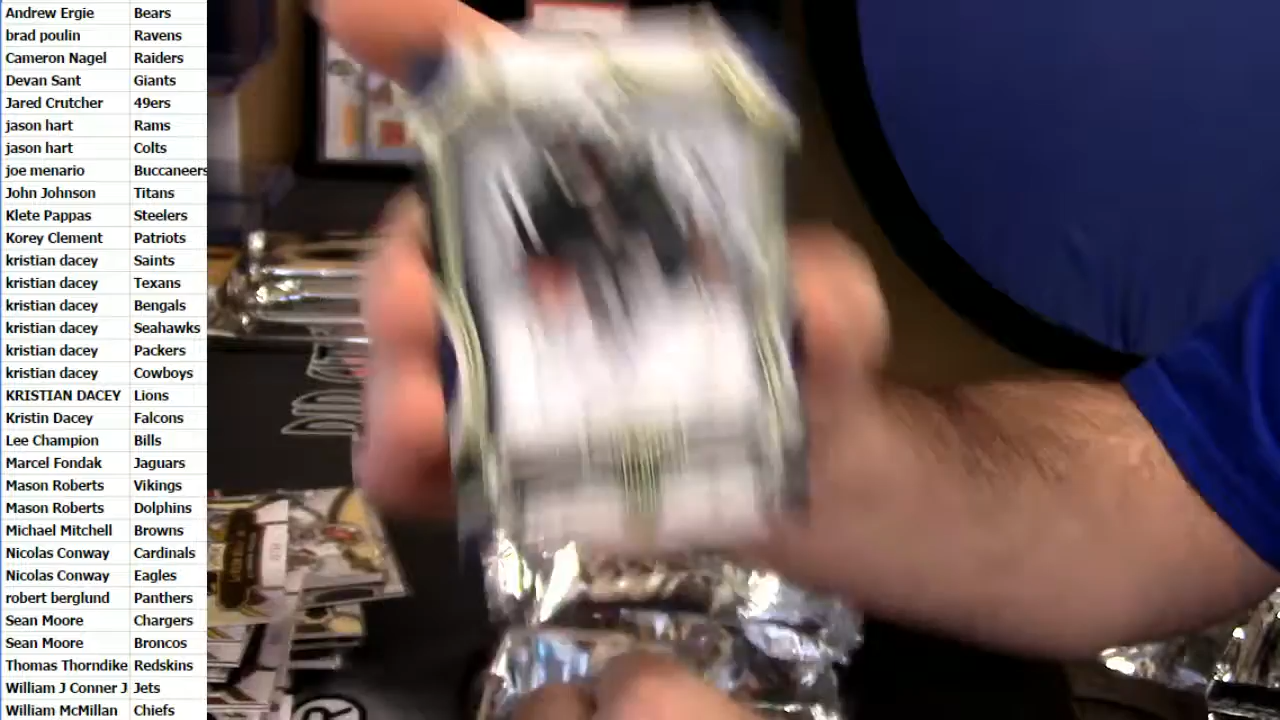 Andrew Ergie Bears
brad poulin Ravens
Cameron Nagel Raiders
Devan Sant Giants
Jared Crutcher 49ers
jason hart Rams
jason hart Colts
joe menario Buccaneers
John Johnson Titans
Klete Pappas Steelers
Korey Clement Patriots
kristian dacey Saints
kristian dacey Texans
kristian dacey Bengals
kristian dacey Seahawks
kristian dacey Packers
kristian dacey Cowboys
KRISTIAN DACEY Lions
Kristin Dacey Falcons
Lee Champion Bills
Marcel Fondak Jaguars
Mason Roberts Vikings
Mason Roberts Dolphins
Michael Mitchell Browns
Nicolas Conway Cardinals
Nicolas Conway Eagles
robert berglund Panthers
Sean Moore Chargers
Sean Moore Broncos
Thomas Thorndike Redskins
William J Conner J Jets
William McMillan Chiefs